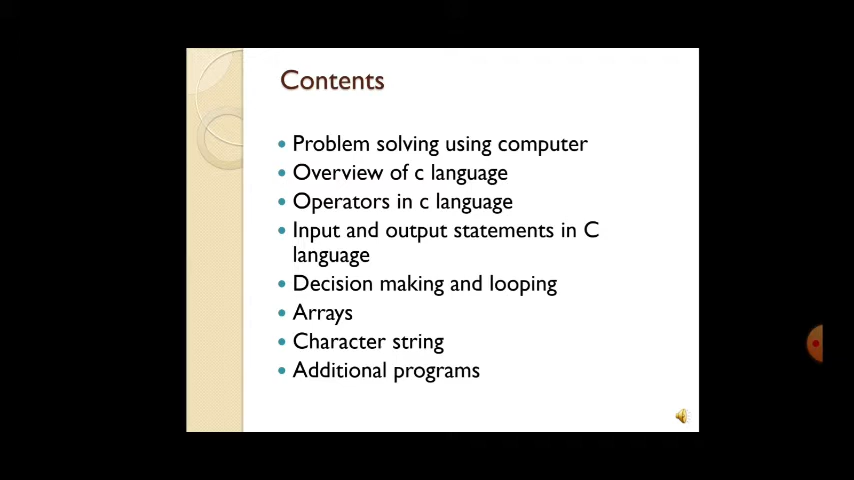 Contents
Problem solving using computer
Overview of c language
Operators in c language
Input and output statements in C
language
Decision making and looping
Arrays
Character string
Additional programs